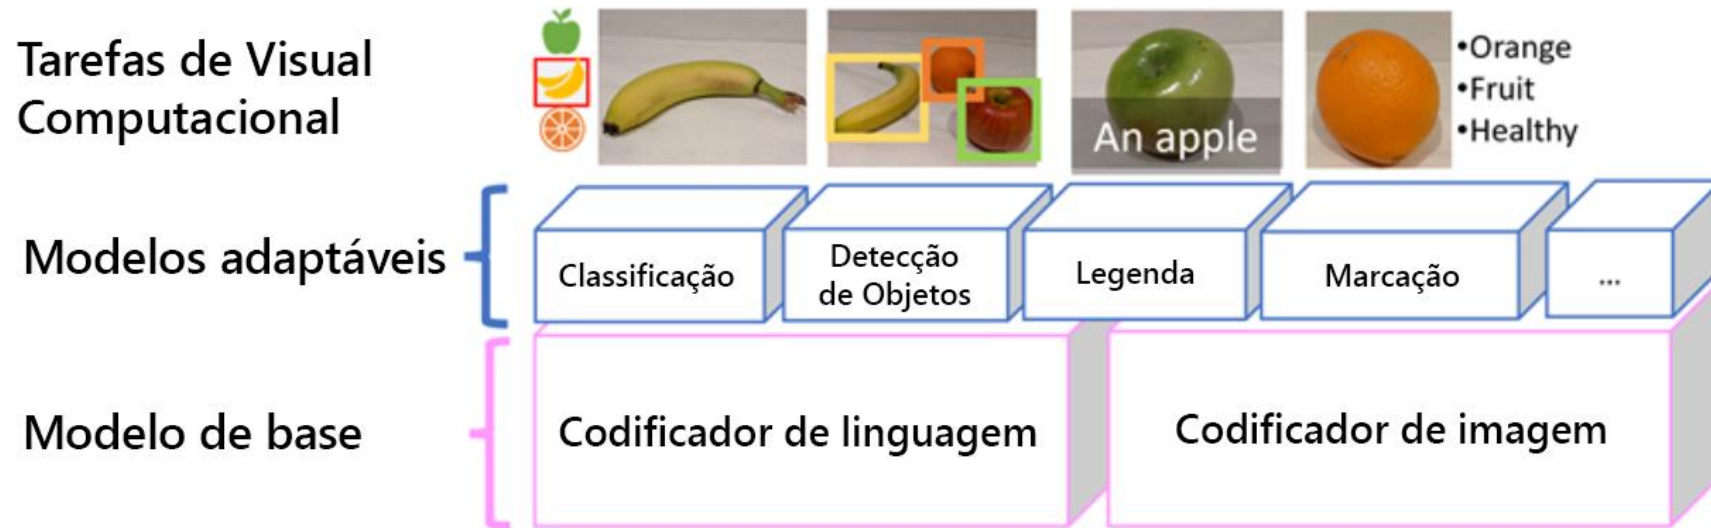 Tarefas de Visual
Computacional
An apple
•Orange
•Fruit
•Healthy
Modelos adaptáveis
Classificação
Detecção
de Objetos
Legenda
Marcação
...
Modelo de base
Codificador de linguagem
Codificador de imagem